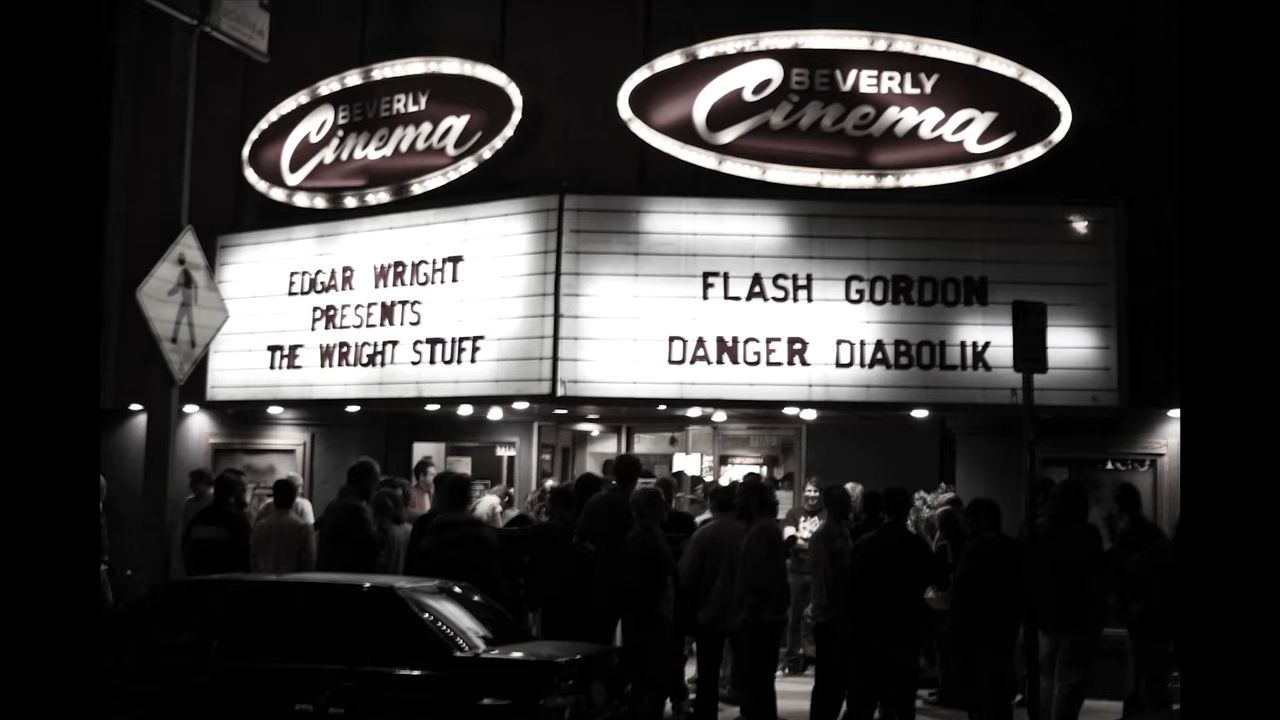 BEVERLY
Cinema
BEVERLY
Cinema
EDGAR WRIGHT
PRESENTS
THE WRIGHT STUFF
FLASH GORDON
DANGER DIABOLIK